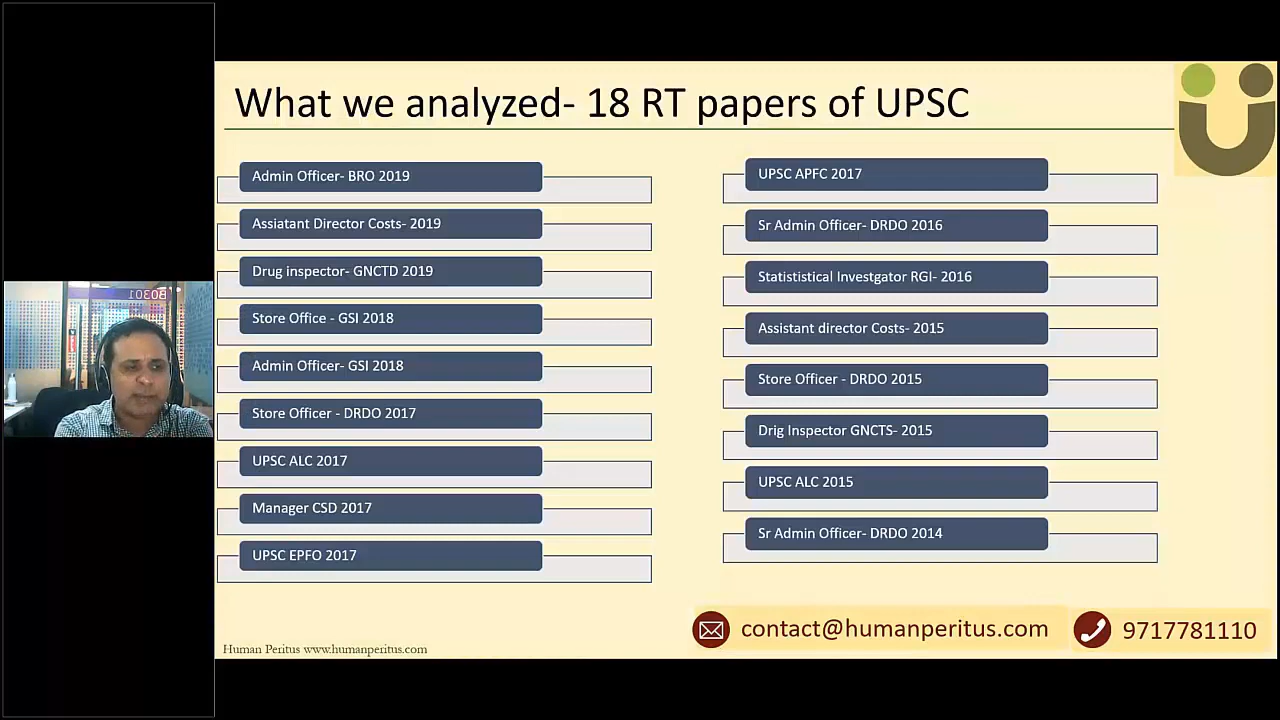 What we analyzed- 18 RT papers of UPSC
Admin Officer- BRO 2019
Assiatant Director Costs- 2019
Drug inspector- GNCTD 2019
Store Office - GSI 2018
Admin Officer- GSI 2018
Store Officer - DRDO 2017
UPSC ALC 2017
Manager CSD 2017
UPSC EPFO 2017
UPSC APFC 2017
Sr Admin Officer- DRDO 2016
Statististical Investgator RGI- 2016
Assistant director Costs- 2015
Store Officer - DRDO 2015
Drig Inspector GNCTS- 2015
UPSC ALC 2015
Sr Admin Officer- DRDO 2014
B0301
contact@humanperitus.com
9717781110
Human Peritus www.humanperitus.com